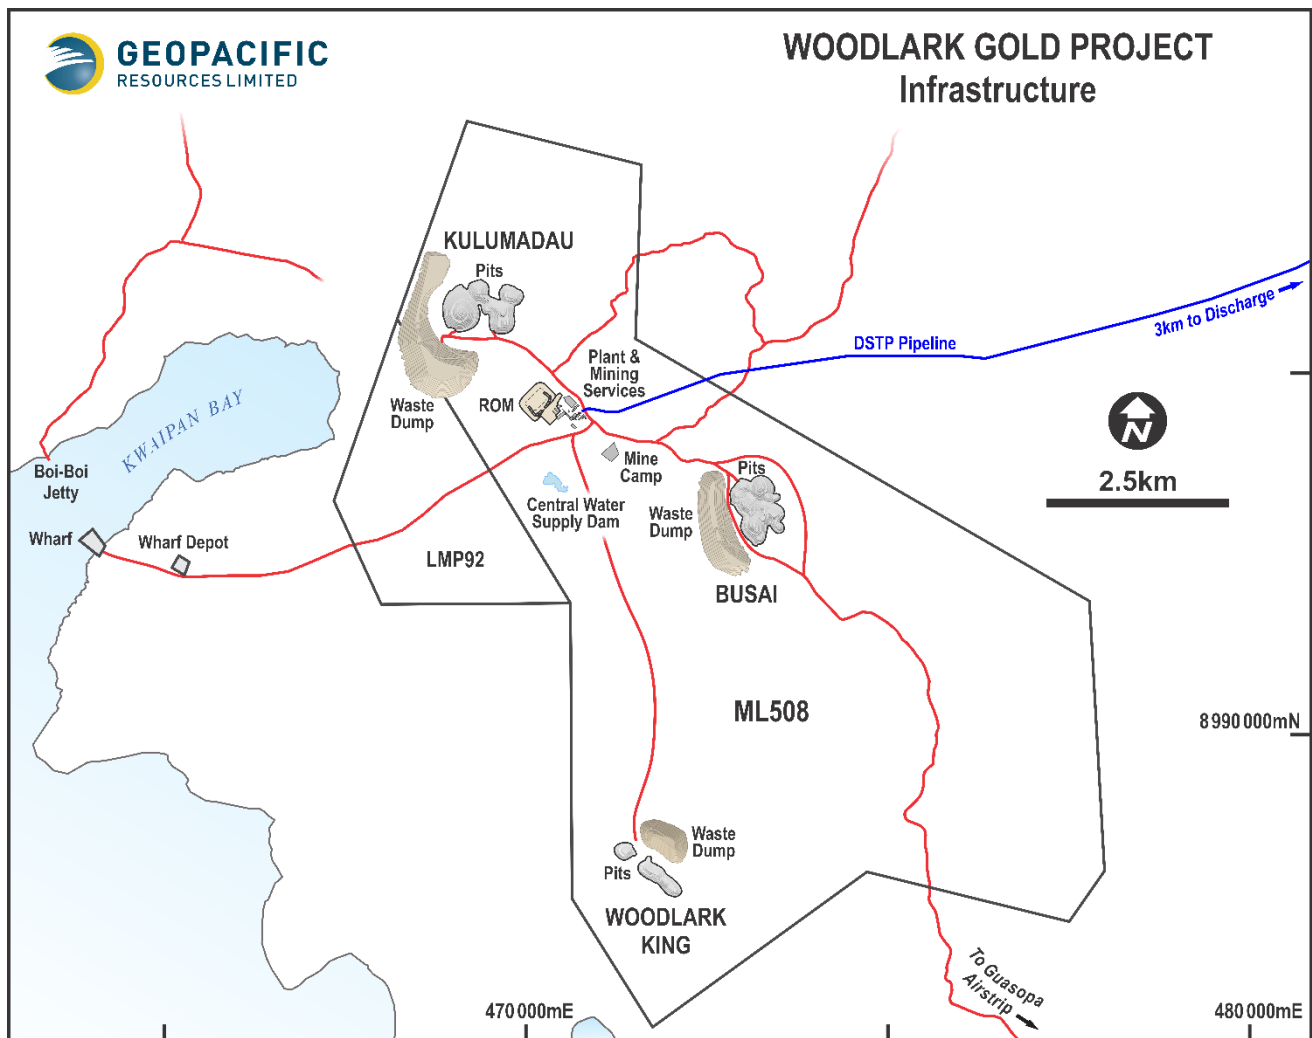 GEOPACIFIC
RESOURCES LIMITED
WOODLARK GOLD PROJECT
Infrastructure
KULUMADAU
Pits
3km to Discharge
DSTP Pipeline
Plant &
Mining
Services
ROM
Waste
Dump
KWAIPAN BAY
N
2.5km
Boi-Boi
Jetty
Mine
Camp
Pits
Central Water
Supply Dam
Waste
Dump
Wharf
Wharf Depot
LMP92
BUSAI
ML508
8 990 000mN
Waste
Dump
Pits
WOODLARK
KING
To Guasopa
Airstrip
470 000mE
480 000mE